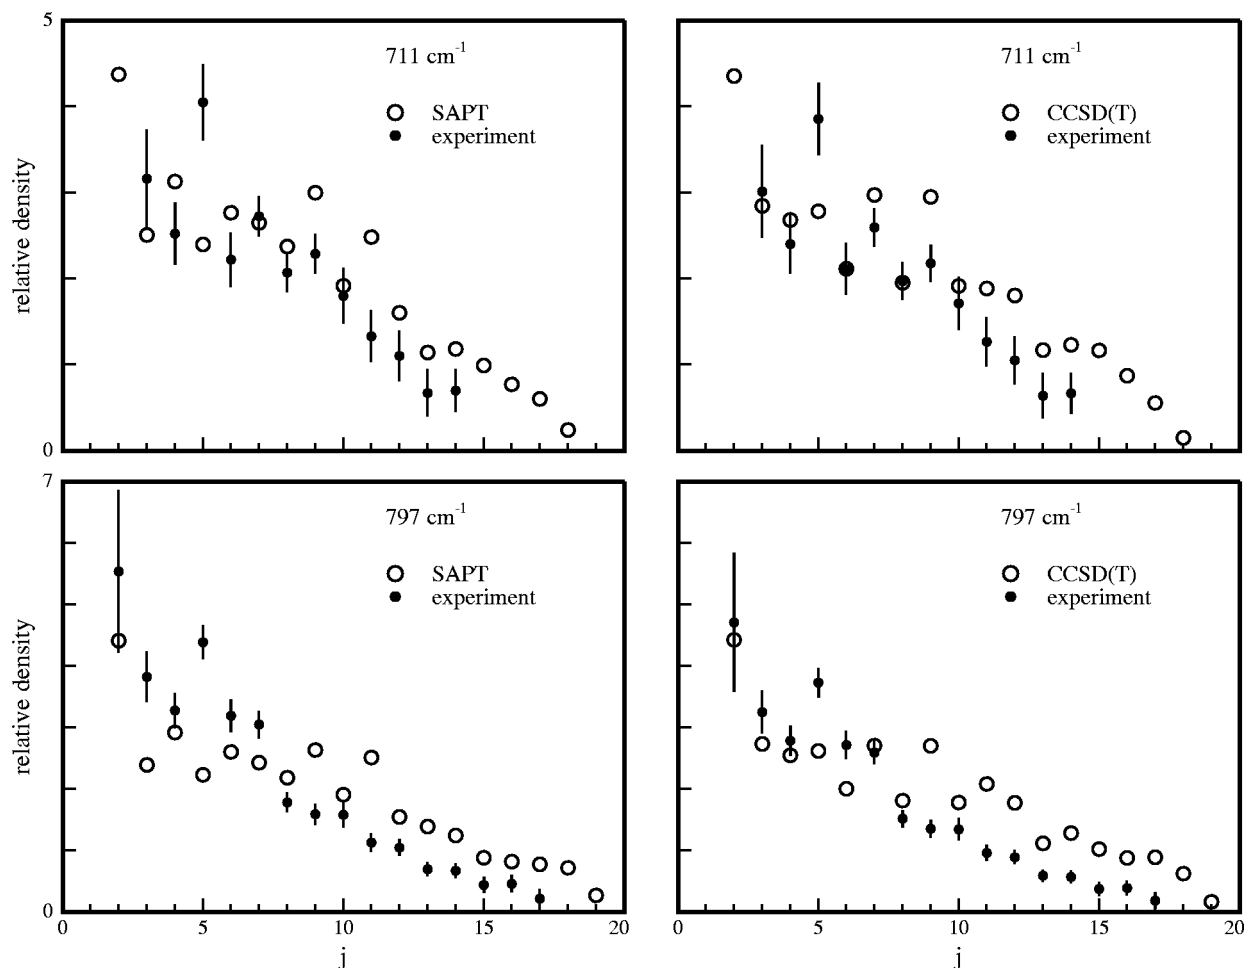 5
711 cm⁻¹
SAPT
experiment
relative density
0
711 cm⁻¹
CCSD(T)
experiment
7
797 cm⁻¹
SAPT
experiment
relative density
0
0 5 10 15 20
j
797 cm⁻¹
CCSD(T)
experiment
0 5 10 15 20
j